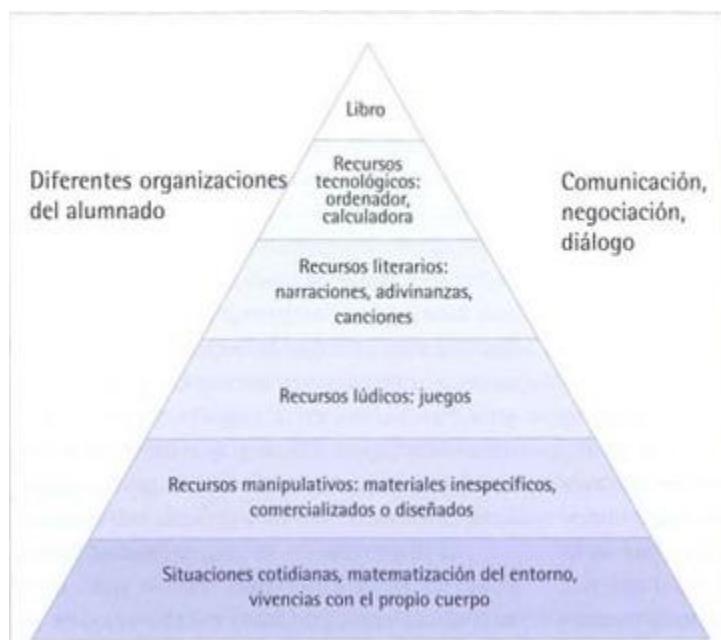 Libro
Recursos
tecnológicos:
ordenador,
calculadora
Diferentes organizaciones
del alumnado
Comunicación,
negociación,
diálogo
Recursos literarios:
narraciones, adivinanzas,
canciones
Recursos lúdicos: juegos
Recursos manipulativos: materiales inespecíficos,
comercializados o diseñados
Situaciones cotidianas, matematización del entorno,
vivencias con el propio cuerpo